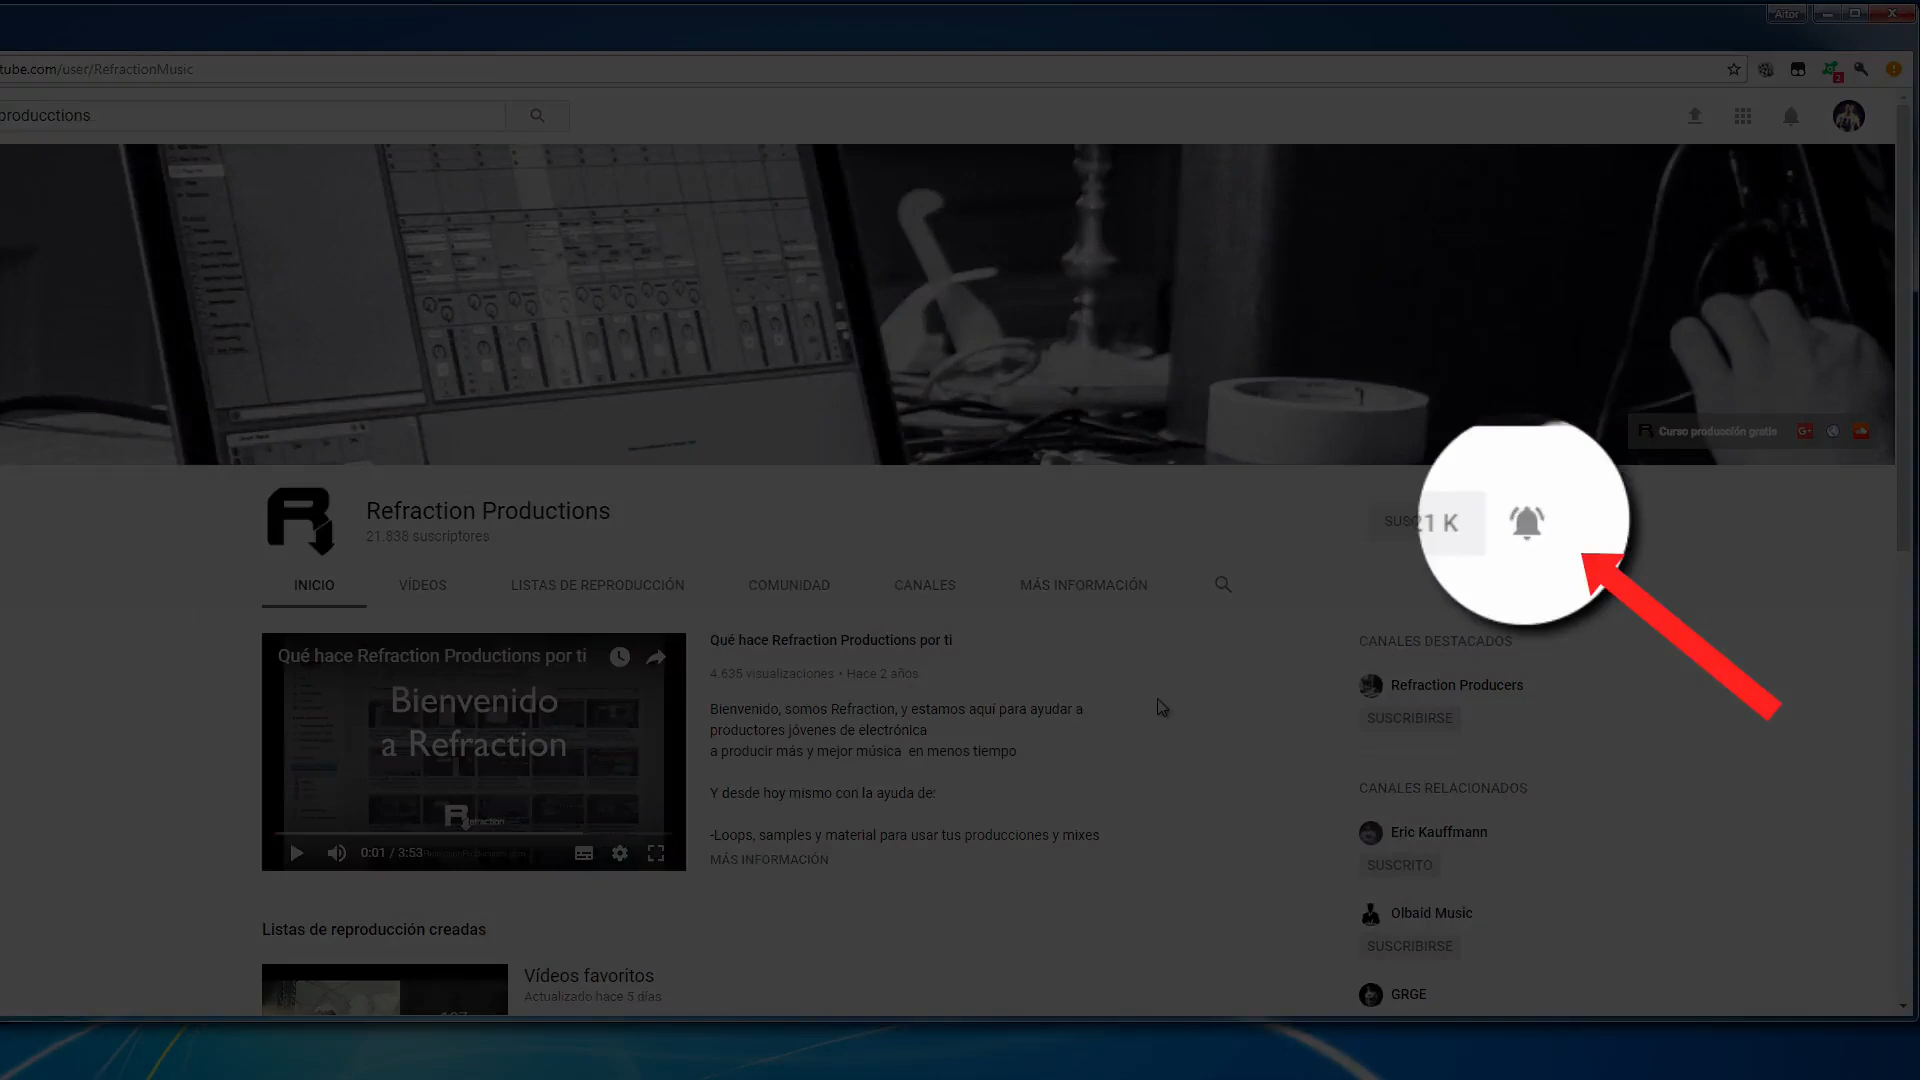 Aitor
tube.com/user/RefractionMusic
2
producctions
Curso producción gratis
G+
Refraction Productions
21.838 suscriptores
SUSC
21 K
INICIO
VÍDEOS
LISTAS DE REPRODUCCIÓN
COMUNIDAD
CANALES
MÁS INFORMACIÓN
Qué hace Refraction Productions por ti
Bienvenido
a Refraction
Refraction
0:01 / 3:53
Qué hace Refraction Productions por ti
4.635 visualizaciones • Hace 2 años
Bienvenido, somos Refraction, y estamos aquí para ayudar a
productores jóvenes de electrónica
a producir más y mejor música en menos tiempo
Y desde hoy mismo con la ayuda de:
-Loops, samples y material para usar tus producciones y mixes
MÁS INFORMACIÓN
CANALES DESTACADOS
Refraction Producers
SUSCRIBIRSE
CANALES RELACIONADOS
Eric Kauffmann
SUSCRITO
Olbaid Music
SUSCRIBIRSE
GRGE
Listas de reproducción creadas
Vídeos favoritos
Actualizado hace 5 días